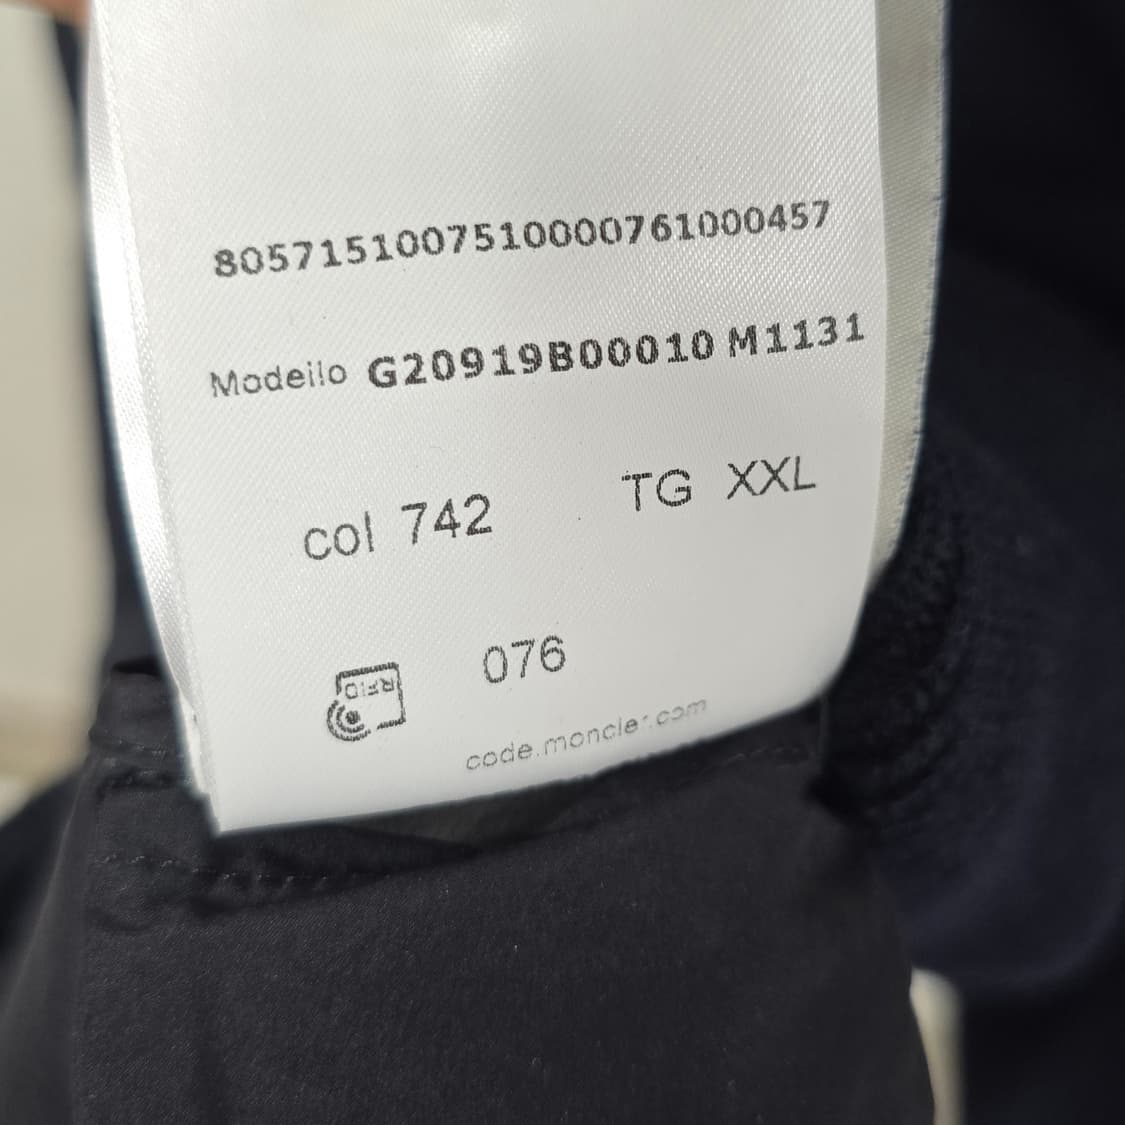 8057151007510000761000457
Modello G20919B00010 M1131
col 742 TG XXL
RFID 076
code.moncler.com